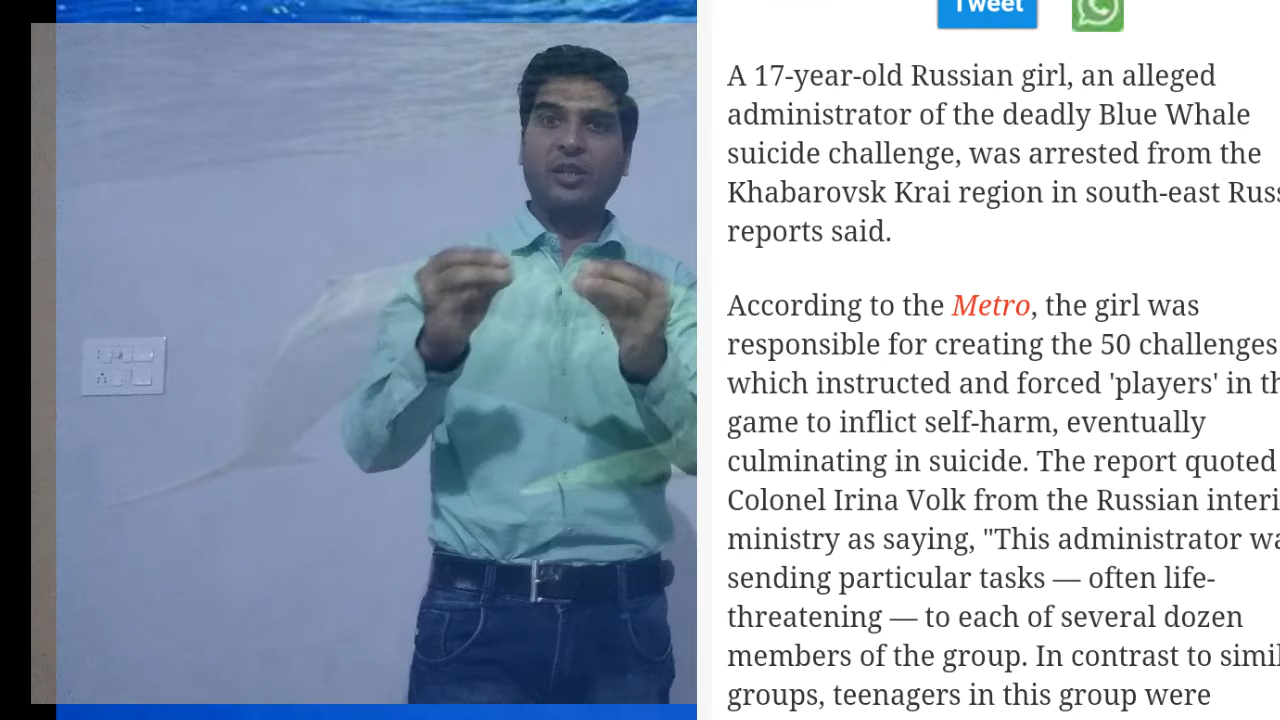 Tweet
A 17-year-old Russian girl, an alleged
administrator of the deadly Blue Whale
suicide challenge, was arrested from the
Khabarovsk Krai region in south-east Russ
reports said.
According to the Metro, the girl was
responsible for creating the 50 challenges
which instructed and forced 'players' in th
game to inflict self-harm, eventually
culminating in suicide. The report quoted
Colonel Irina Volk from the Russian interi
ministry as saying, "This administrator wa
sending particular tasks — often life-
threatening — to each of several dozen
members of the group. In contrast to simil
groups, teenagers in this group were